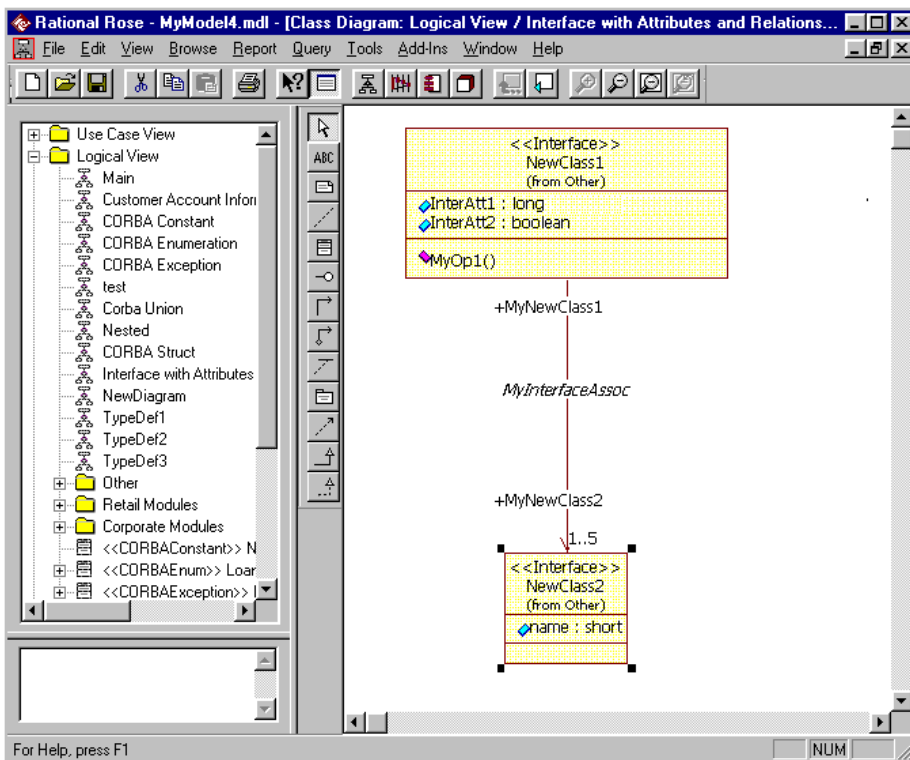 Rational Rose - MyModel4.mdl - [Class Diagram: Logical View / Interface with Attributes and Relations...
File Edit View Browse Report Query Tools Add-Ins Window Help
Use Case View
Logical View
Main
Customer Account Infor
CORBA Constant
CORBA Enumeration
CORBA Exception
test
Corba Union
Nested
CORBA Struct
Interface with Attributes
NewDiagram
TypeDef1
TypeDef2
TypeDef3
Other
Retail Modules
Corporate Modules
<<CORBAConstant>> N
<<CORBAEnum>> Loar
<<CORBAException>> I
ABC
<<Interface>>
NewClass1
(from Other)
InterAtt1 : long
InterAtt2 : boolean
MyOp1()
+MyNewClass1
MyInterfaceAssoc
+MyNewClass2
1..5
<<Interface>>
NewClass2
(from Other)
name : short
For Help, press F1
NUM